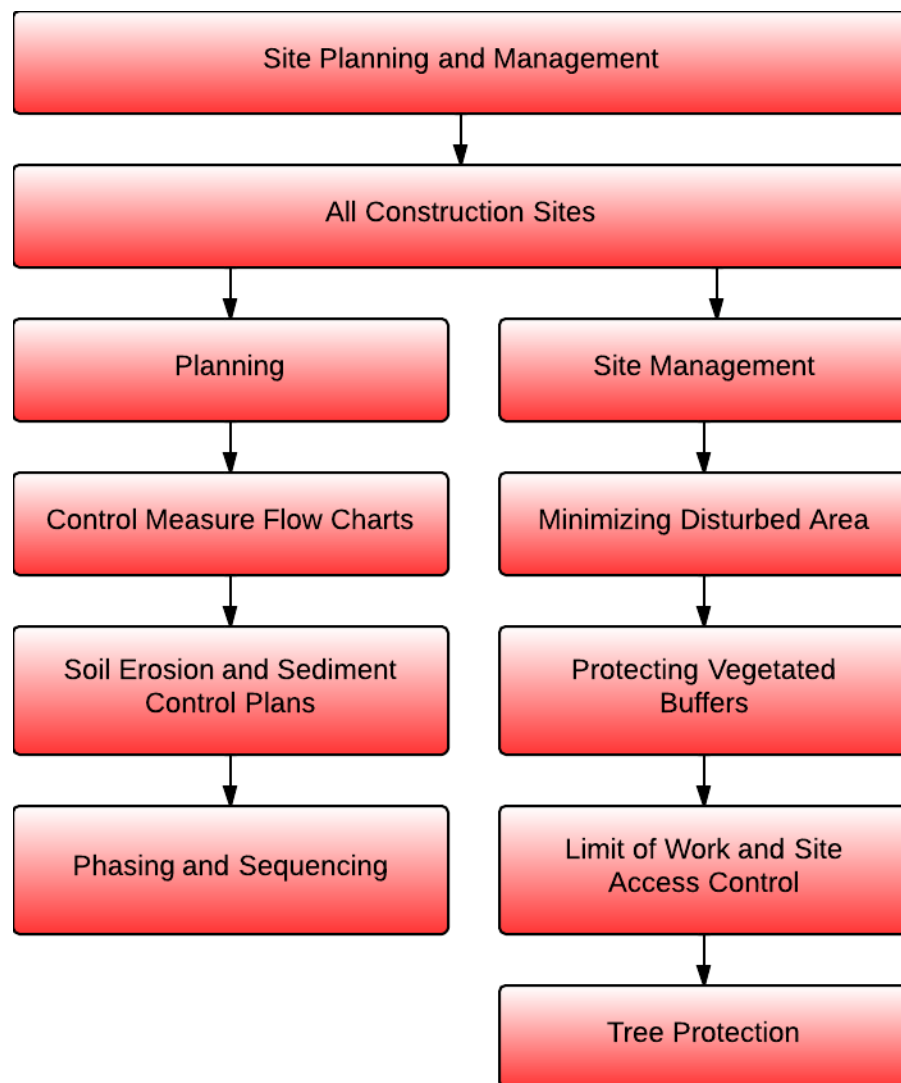 Site Planning and Management
All Construction Sites
Planning
Control Measure Flow Charts
Soil Erosion and Sediment
Control Plans
Phasing and Sequencing
Site Management
Minimizing Disturbed Area
Protecting Vegetated
Buffers
Limit of Work and Site
Access Control
Tree Protection